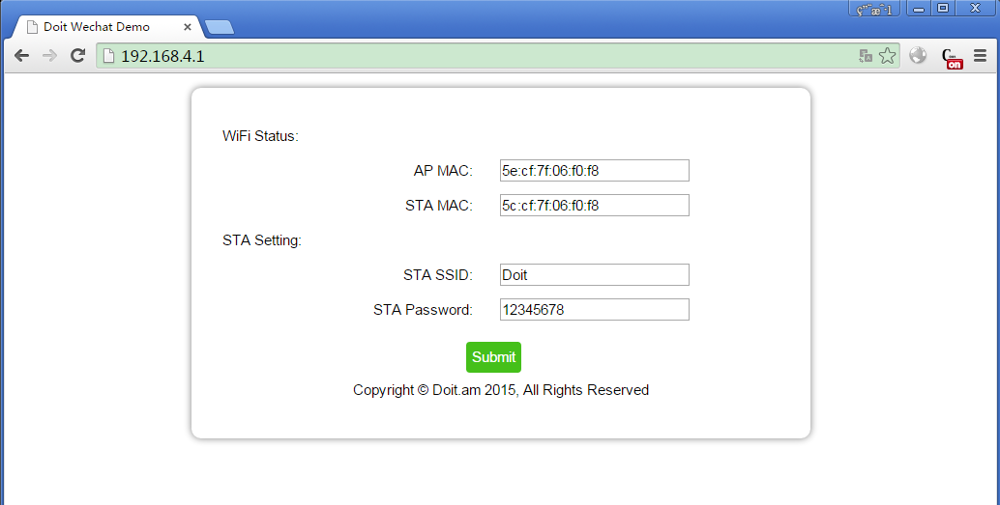 Doit Wechat Demo
192.168.4.1
WiFi Status:
AP MAC: 5e:cf:7f:06:f0:f8
STA MAC: 5c:cf:7f:06:f0:f8
STA Setting:
STA SSID: Doit
STA Password: 12345678
Submit
Copyright © Doit.am 2015, All Rights Reserved
on